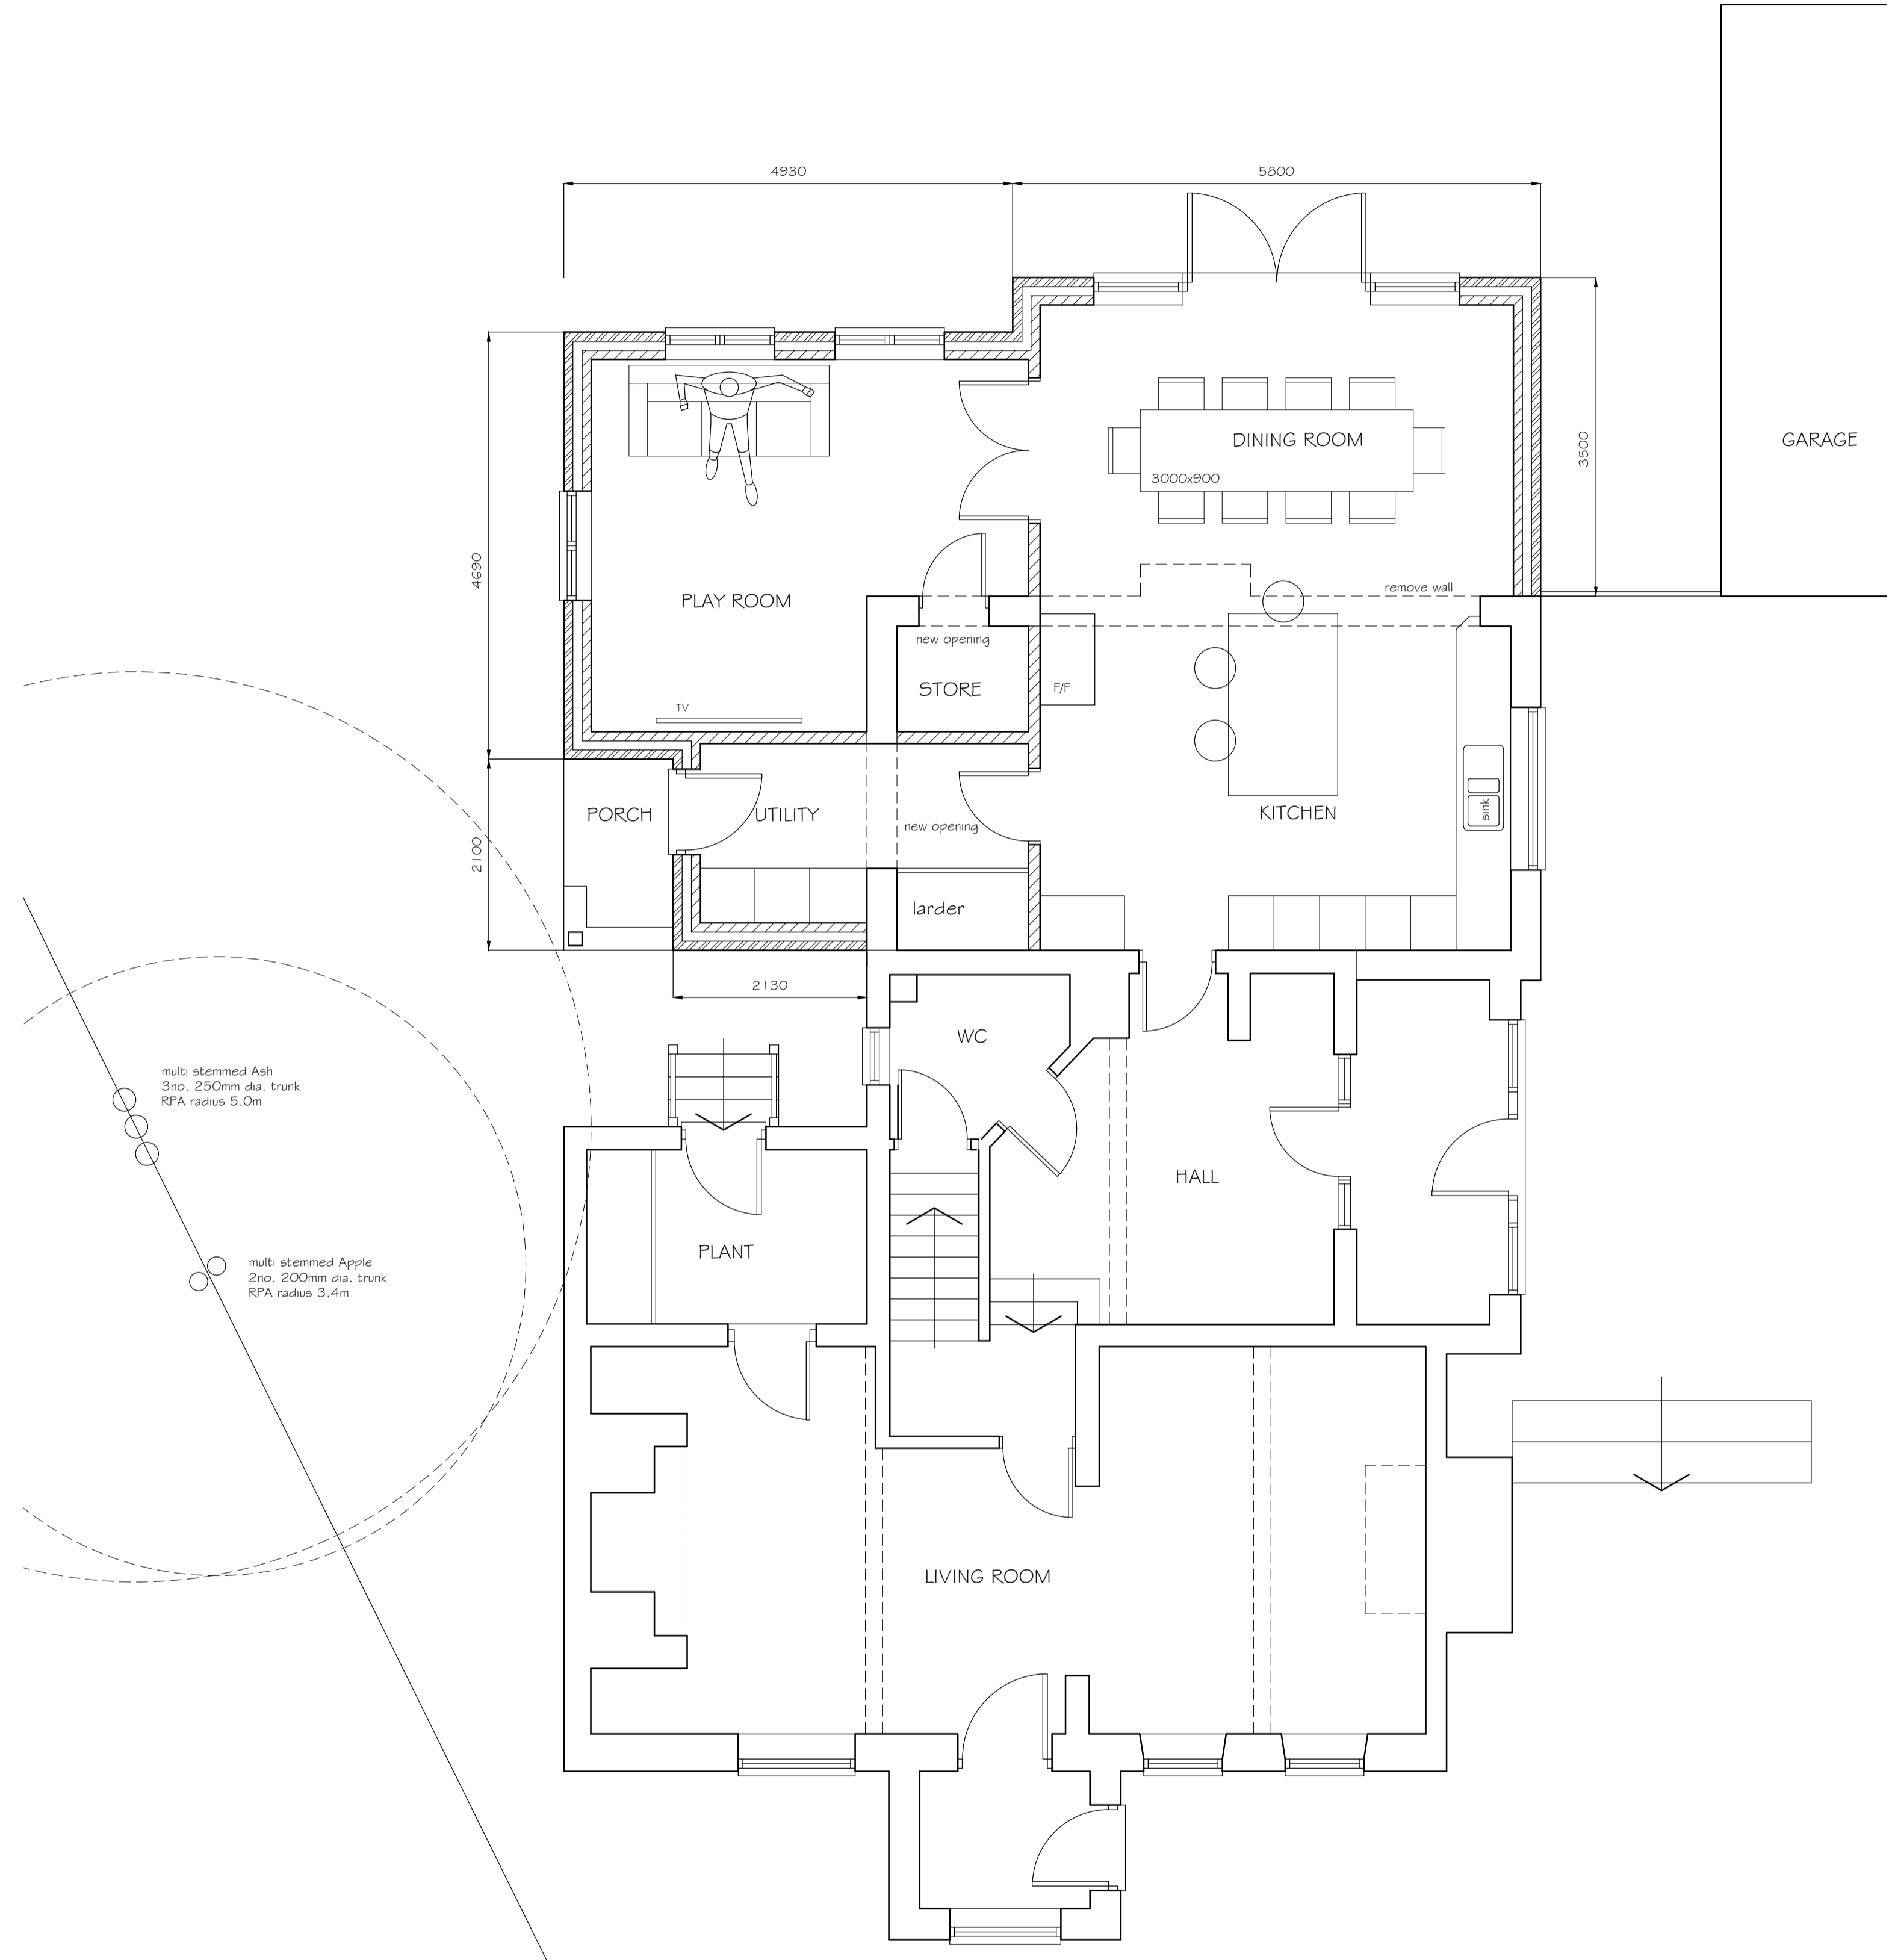 4930
5800
DINING ROOM
3000x900
GARAGE
3500
4690
PLAY ROOM
remove wall
new opening
STORE
F/F
TV
PORCH
UTILITY
new opening
KITCHEN
sink
2100
larder
2130
WC
multi stemmed Ash
3no. 250mm dia. trunk
RPA radius 5.0m
HALL
PLANT
multi stemmed Apple
2no. 200mm dia. trunk
RPA radius 3.4m
LIVING ROOM